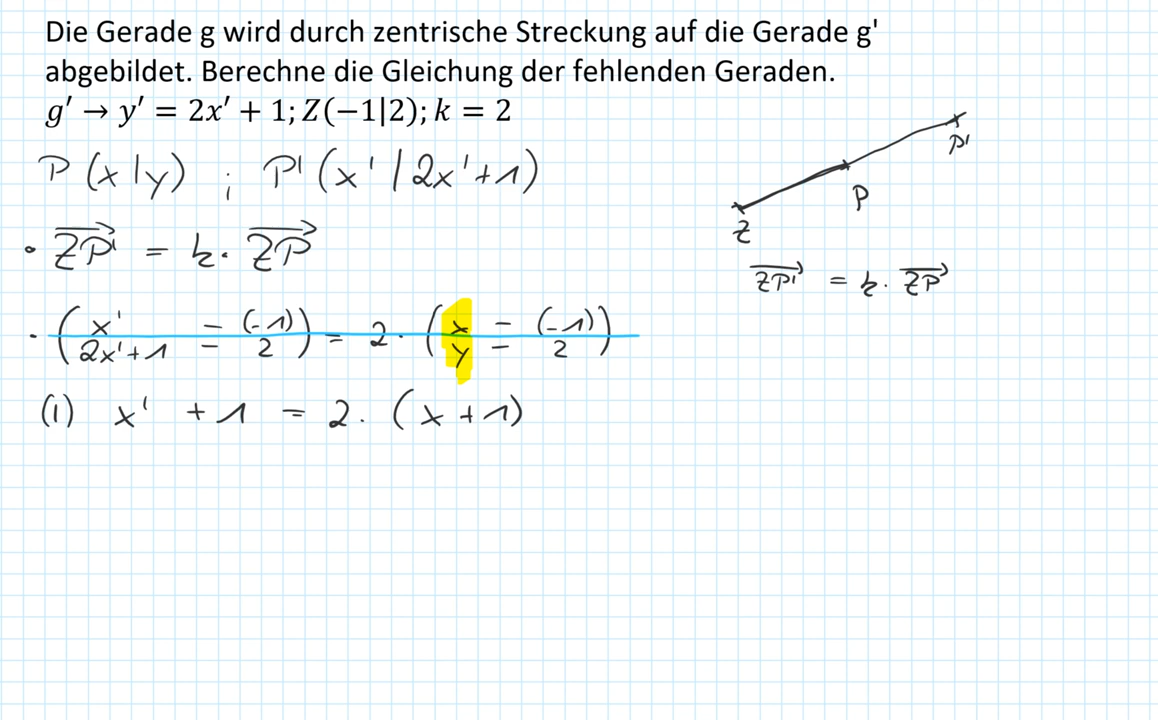 Die Gerade g wird durch zentrische Streckung auf die Gerade g'
abgebildet. Berechne die Gleichung der fehlenden Geraden.
g' → y' = 2x' + 1; Z(−1|2); k = 2
P (x|y) ; P' (x' | 2x'+1)
• ZP' = k · ZP
• (x' − (-1)) = 2 · (x − (-1))
(2x'+1 − 2) (y − 2)
(1) x' + 1 = 2 · (x + 1)
P'
P
Z
ZP' = k · ZP